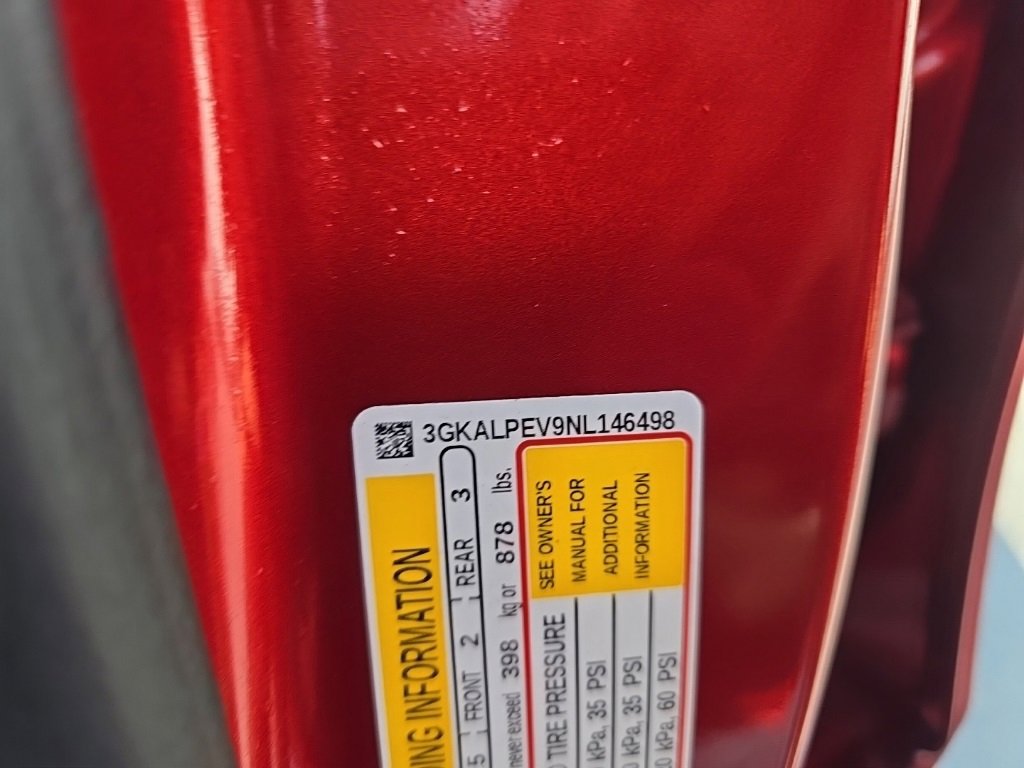 3GKALPEV9NL146498
ING INFORMATION
5 FRONT 2 REAR 3
never exceed 398 kg or 878 lbs.
TIRE PRESSURE
SEE OWNER'S
MANUAL FOR
ADDITIONAL
INFORMATION
kPa, 35 PSI
kPa, 35 PSI
kPa, 60 PSI